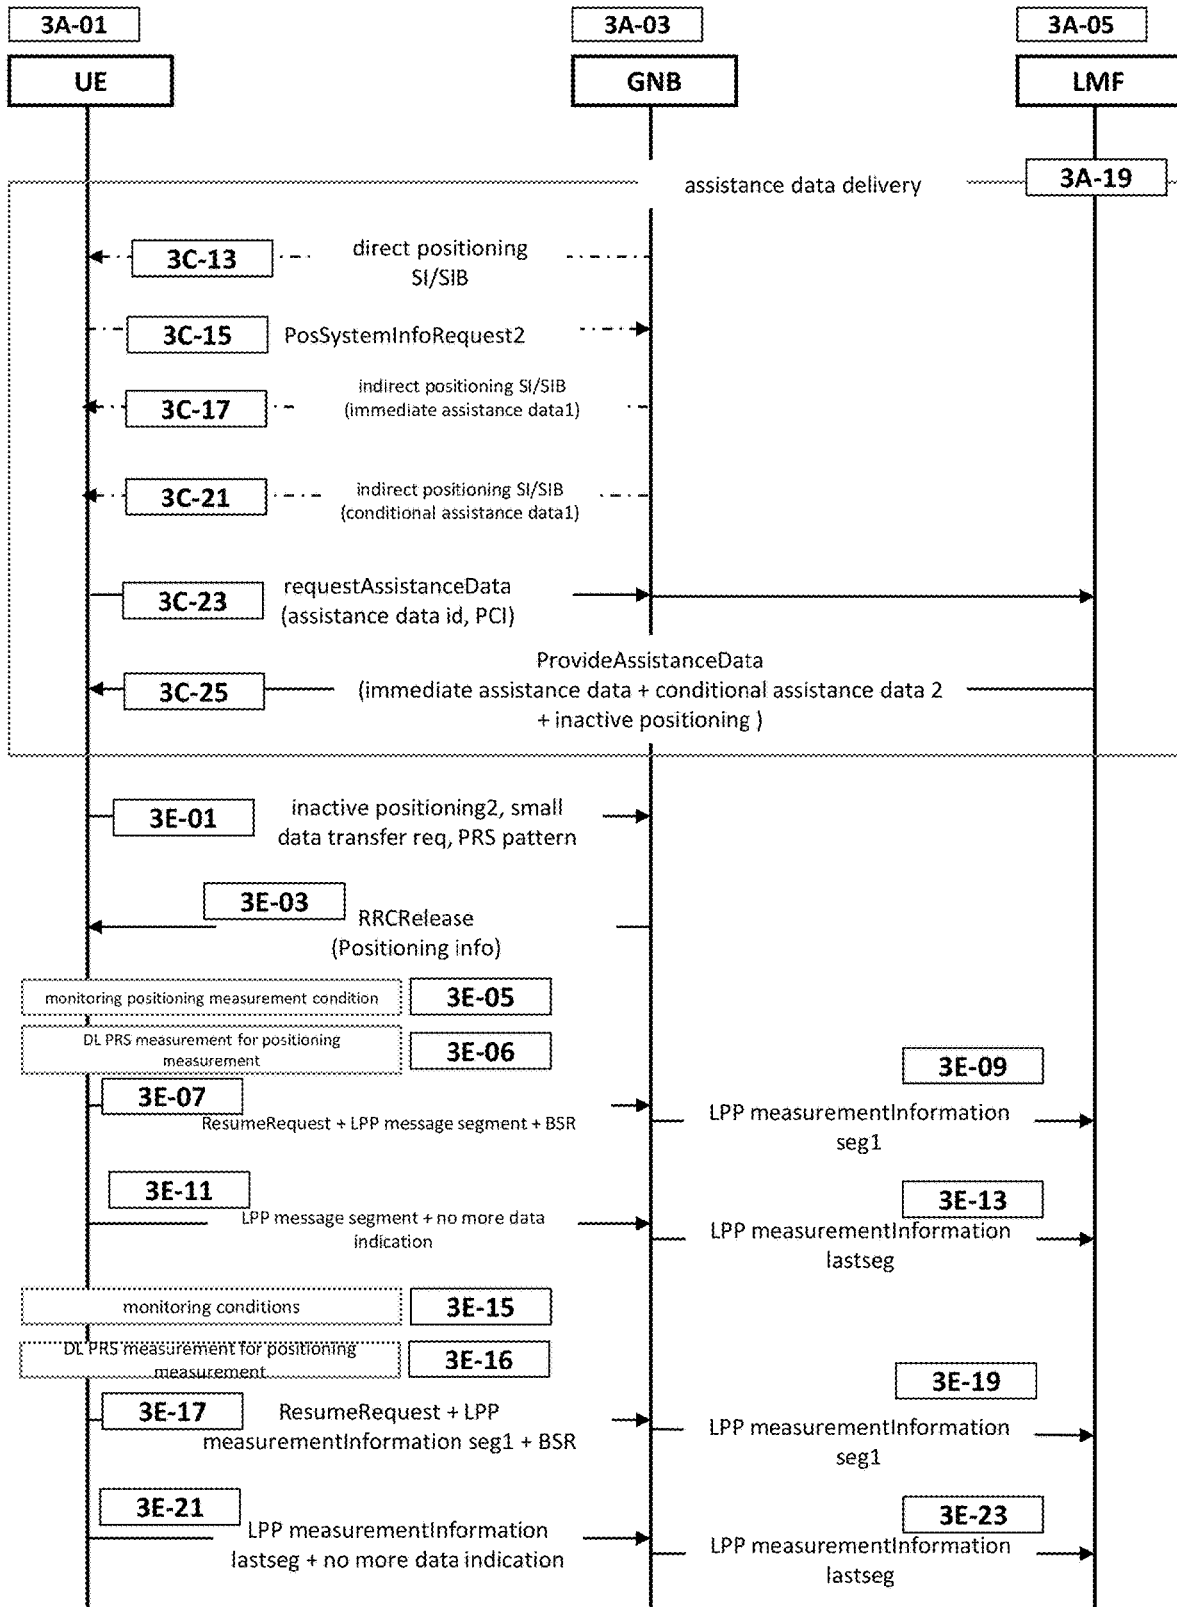 3A-01
3A-03
3A-05
UE
GNB
LMF
assistance data delivery
3A-19
3C-13
direct positioning
SI/SIB
3C-15
PosSystemInfoRequest2
3C-17
indirect positioning SI/SIB
(immediate assistance data1)
3C-21
indirect positioning SI/SIB
(conditional assistance data1)
3C-23
requestAssistanceData
(assistance data id, PCI)
3C-25
ProvideAssistanceData
(immediate assistance data + conditional assistance data 2
+ inactive positioning )
3E-01
inactive positioning2, small
data transfer req, PRS pattern
3E-03
RRCRelease
(Positioning info)
monitoring positioning measurement condition
3E-05
DL PRS measurement for positioning
measurement
3E-06
3E-07
ResumeRequest + LPP message segment + BSR
3E-09
LPP measurementInformation
seg1
3E-11
LPP message segment + no more data
indication
3E-13
LPP measurementInformation
lastseg
monitoring conditions
3E-15
DL PRS measurement for positioning
measurement
3E-16
3E-17
ResumeRequest + LPP
measurementInformation seg1 + BSR
3E-19
LPP measurementInformation
seg1
3E-21
LPP measurementInformation
lastseg + no more data indication
3E-23
LPP measurementInformation
lastseg